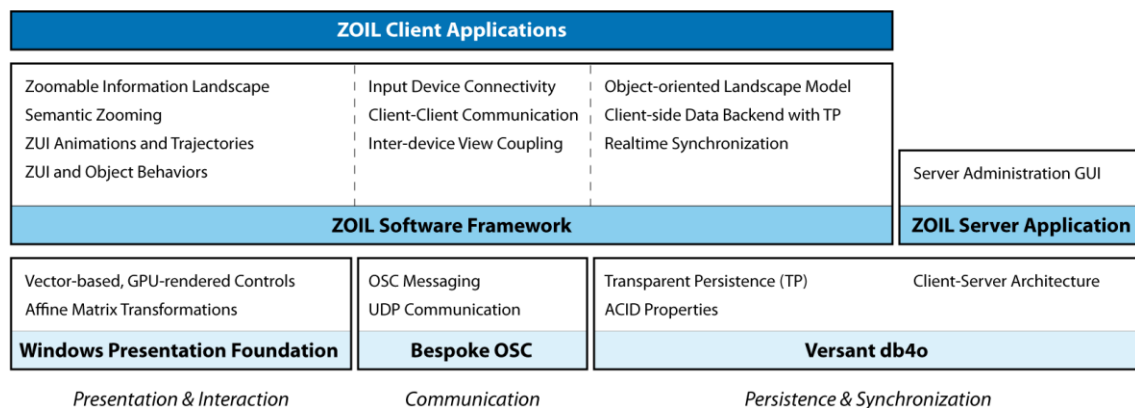 ZOIL Client Applications
Zoomable Information Landscape
Semantic Zooming
ZUI Animations and Trajectories
ZUI and Object Behaviors
Input Device Connectivity
Client-Client Communication
Inter-device View Coupling
Object-oriented Landscape Model
Client-side Data Backend with TP
Realtime Synchronization
ZOIL Software Framework
Server Administration GUI
ZOIL Server Application
Vector-based, GPU-rendered Controls
Affine Matrix Transformations
Windows Presentation Foundation
OSC Messaging
UDP Communication
Bespoke OSC
Transparent Persistence (TP)
ACID Properties
Client-Server Architecture
Versant db4o
Presentation & Interaction
Communication
Persistence & Synchronization